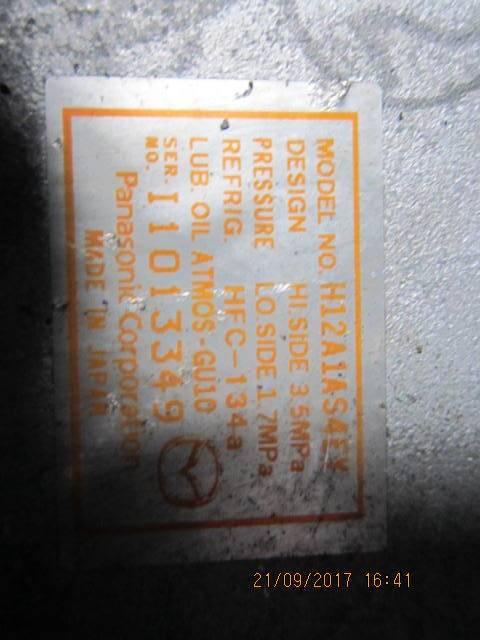 MODEL NO. H12A1AS4FY
DESIGN HI.SIDE 3.5MPa
PRESSURE LO.SIDE 1.7MPa
REFRIG. HFC-134a
LUB. OIL ATMOS-GU10
SER. NO. I1013349
Panasonic Corporation
MADE IN JAPAN
21/09/2017 16:41